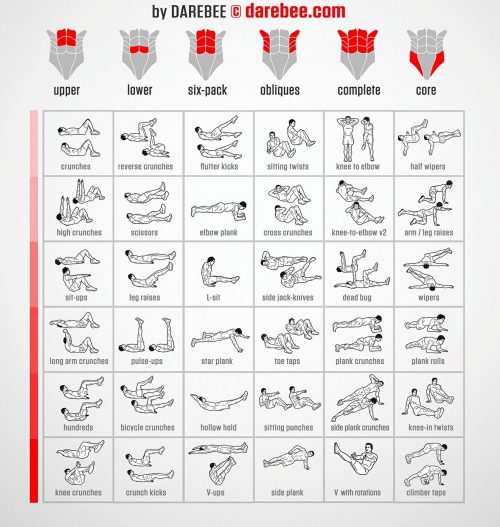 by DAREBEE © darebee.com
upper lower six-pack obliques complete core
crunches reverse crunches flutter kicks sitting twists knee to elbow half wipers
high crunches scissors elbow plank cross crunches knee-to-elbow v2 arm / leg raises
sit-ups leg raises L-sit side jack-knives dead bug wipers
long arm crunches pulse-ups star plank toe taps plank crunches plank rolls
hundreds bicycle crunches hollow hold sitting punches side plank crunches knee-in twists
knee crunches crunch kicks V-ups side plank V with rotations climber taps